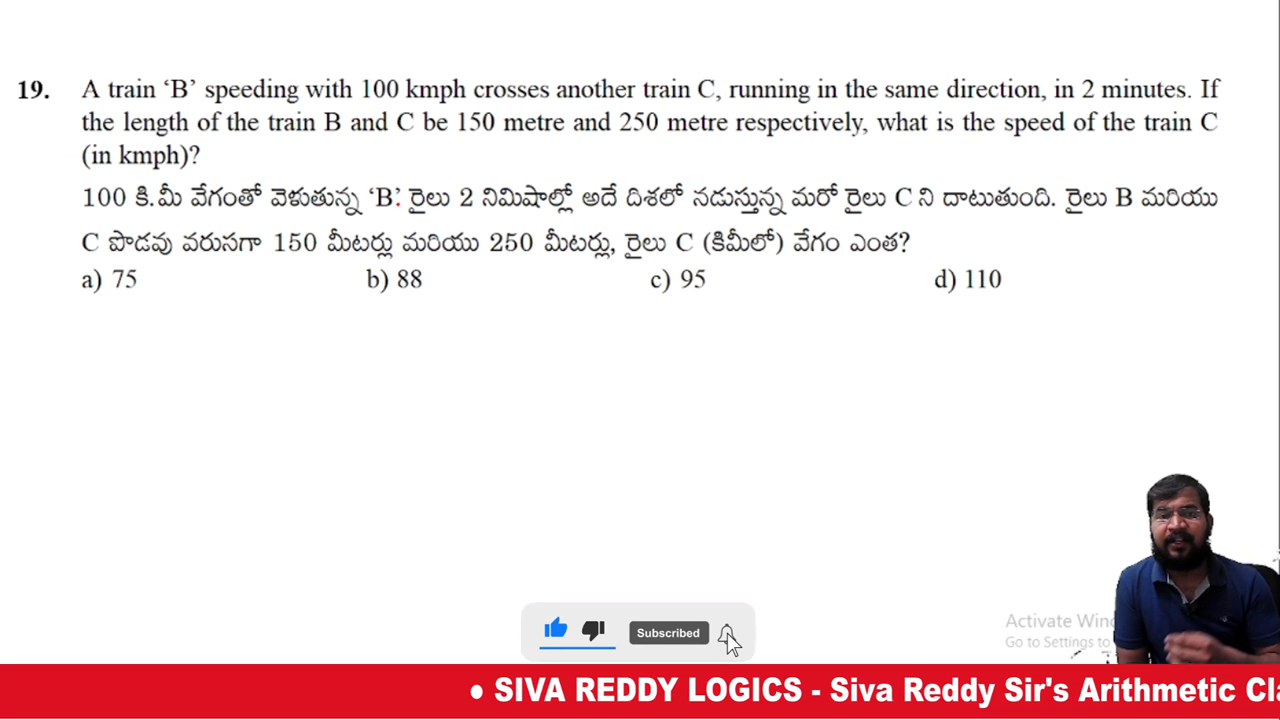 19. A train ‘B’ speeding with 100 kmph crosses another train C, running in the same direction, in 2 minutes. If
the length of the train B and C be 150 metre and 250 metre respectively, what is the speed of the train C
(in kmph)?
100 కి.మీ వేగంతో వెళుతున్న ‘B’. రైలు 2 నిమిషాల్లో అదే దిశలో నడుస్తున్న మరో రైలు C ని దాటుతుంది. రైలు B మరియు
C పొడవు వరుసగా 150 మీటర్లు మరియు 250 మీటర్లు, రైలు C (కిమీలో) వేగం ఎంత?
a) 75 b) 88 c) 95 d) 110
Subscribed
Activate Win
Go to Settings to
● SIVA REDDY LOGICS - Siva Reddy Sir's Arithmetic Cl